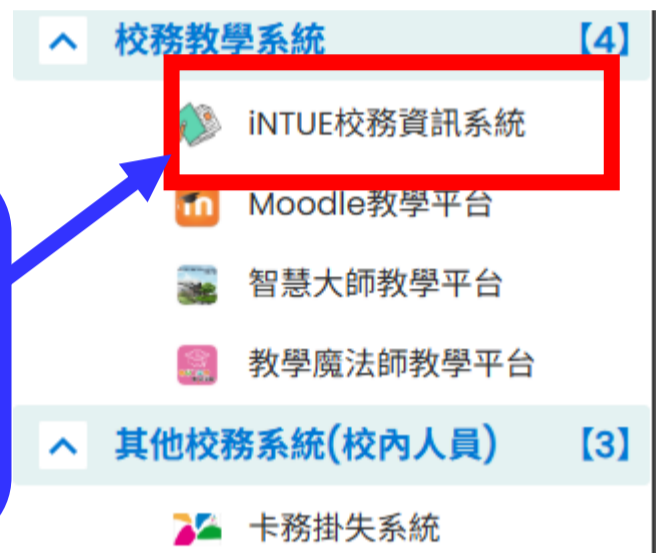 校務教學系統 【4】
iNTUE校務資訊系統
Moodle教學平台
智慧大師教學平台
教學魔法師教學平台
其他校務系統(校內人員) 【3】
卡務掛失系統